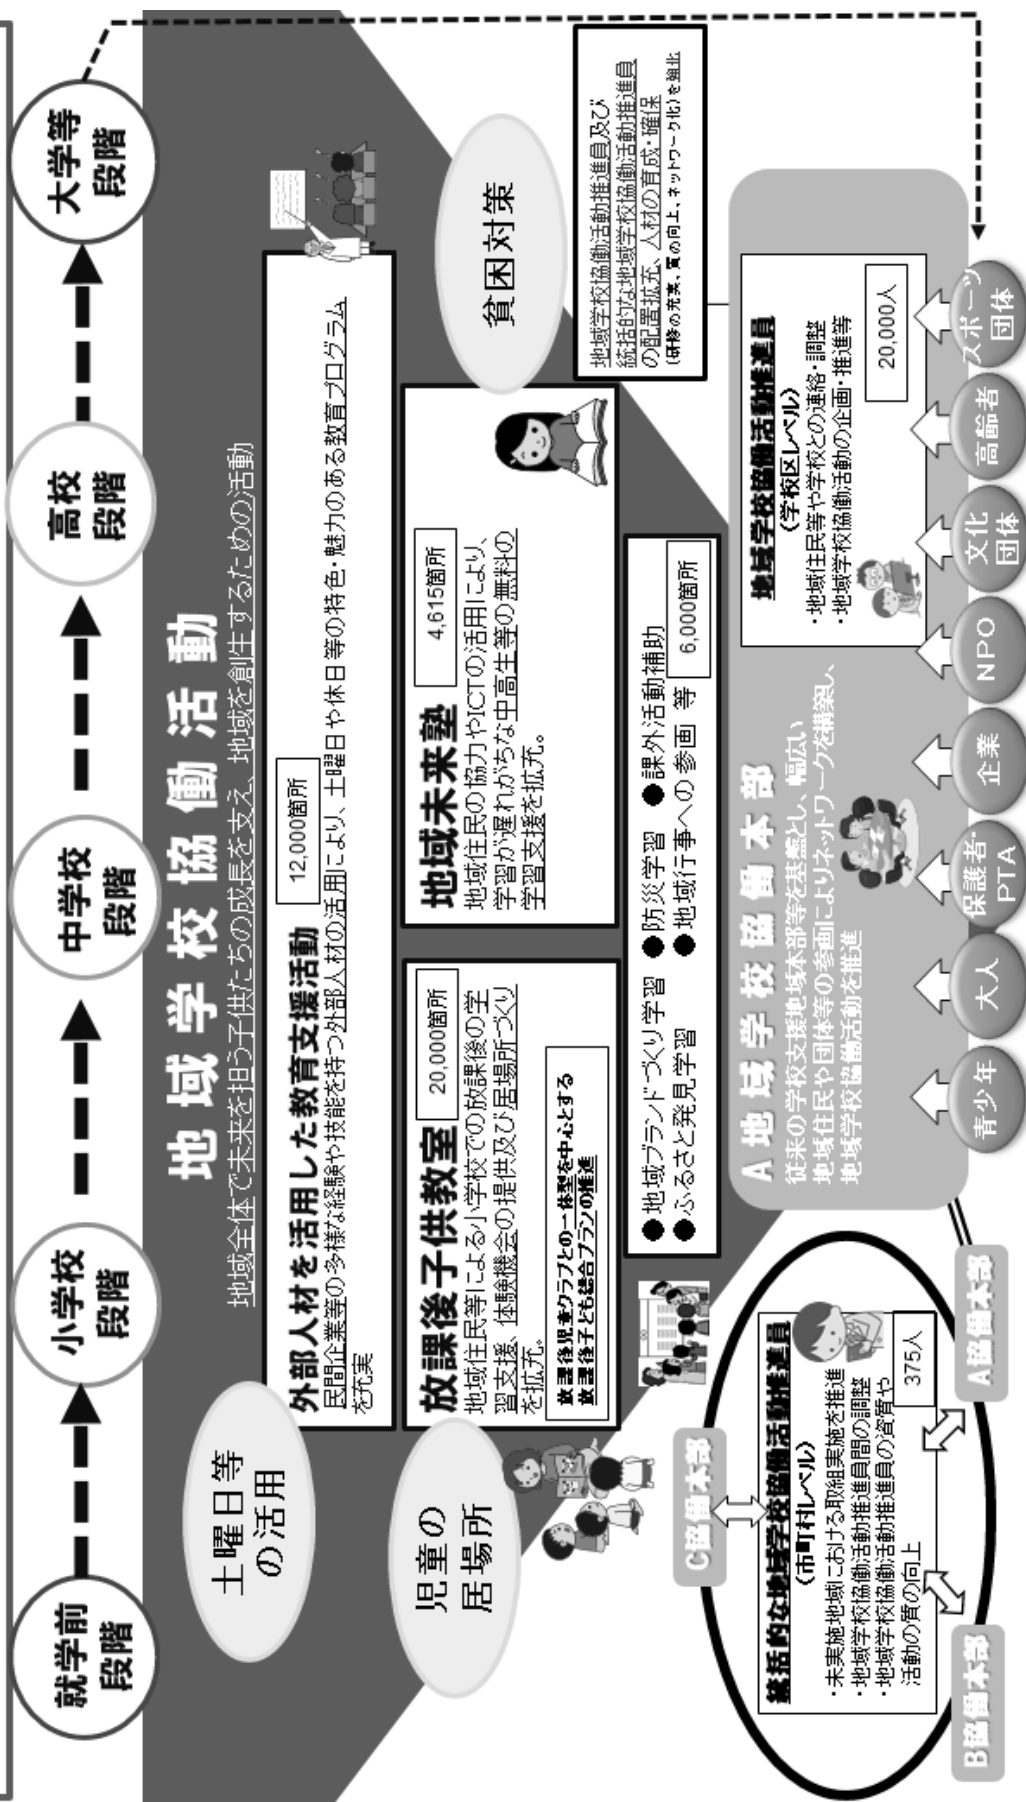 就学前
段階
小学校
段階
中学校
段階
高校
段階
大学等
段階
地域学校協働活動
地域全体で未来を担う子供たちの成長を支え、地域を創生するための活動
土曜日等
の活用
外部人材を活用した教育支援活動
12,000箇所
民間企業等の多様な経験や技能を持つ外部人材の活用により、土曜日や休日等の特色・魅力のある教育プログラム
を充実
児童の
居場所
放課後子供教室
20,000箇所
地域住民等による小学校での放課後の学
習支援、体験機会の提供及び居場所づくり
を拡充。
放課後児童クラブとの一体型を中心とする
放課後子ども総合プランの推進
地域未来塾
4,615箇所
地域住民の協力やICTの活用により、
学習が遅れがちな中高生等の無料の
学習支援を拡充。
貧困対策
●地域ブランドづくり学習 ●防災学習 ●課外活動補助
●ふるさと発見学習 ●地域行事への参画 等
6,000箇所
地域学校協働活動推進員及び
統括的な地域学校協働活動推進員
の配置拡充、人材の育成・確保
(研修の充実、質の向上、ネットワーク化)を強化
C協働本部
統括的な地域学校協働活動推進員
(市町村レベル)
・未実施地域における取組実施を推進
・地域学校協働活動推進員間の調整
・地域学校協働活動推進員の資質や
活動の質の向上
375人
B協働本部
A協働本部
A地域学校協働本部
従来の学校支援地域本部等を基盤とし、幅広い
地域住民や団体等の参画によりネットワークを構築し、
地域学校協働活動を推進
地域学校協働活動推進員
(学校区レベル)
・地域住民等や学校との連絡・調整
・地域学校協働活動の企画・推進等
20,000人
青少年
大人
保護者・
PTA
企業
NPO
文化
団体
高齢者
スポーツ
団体